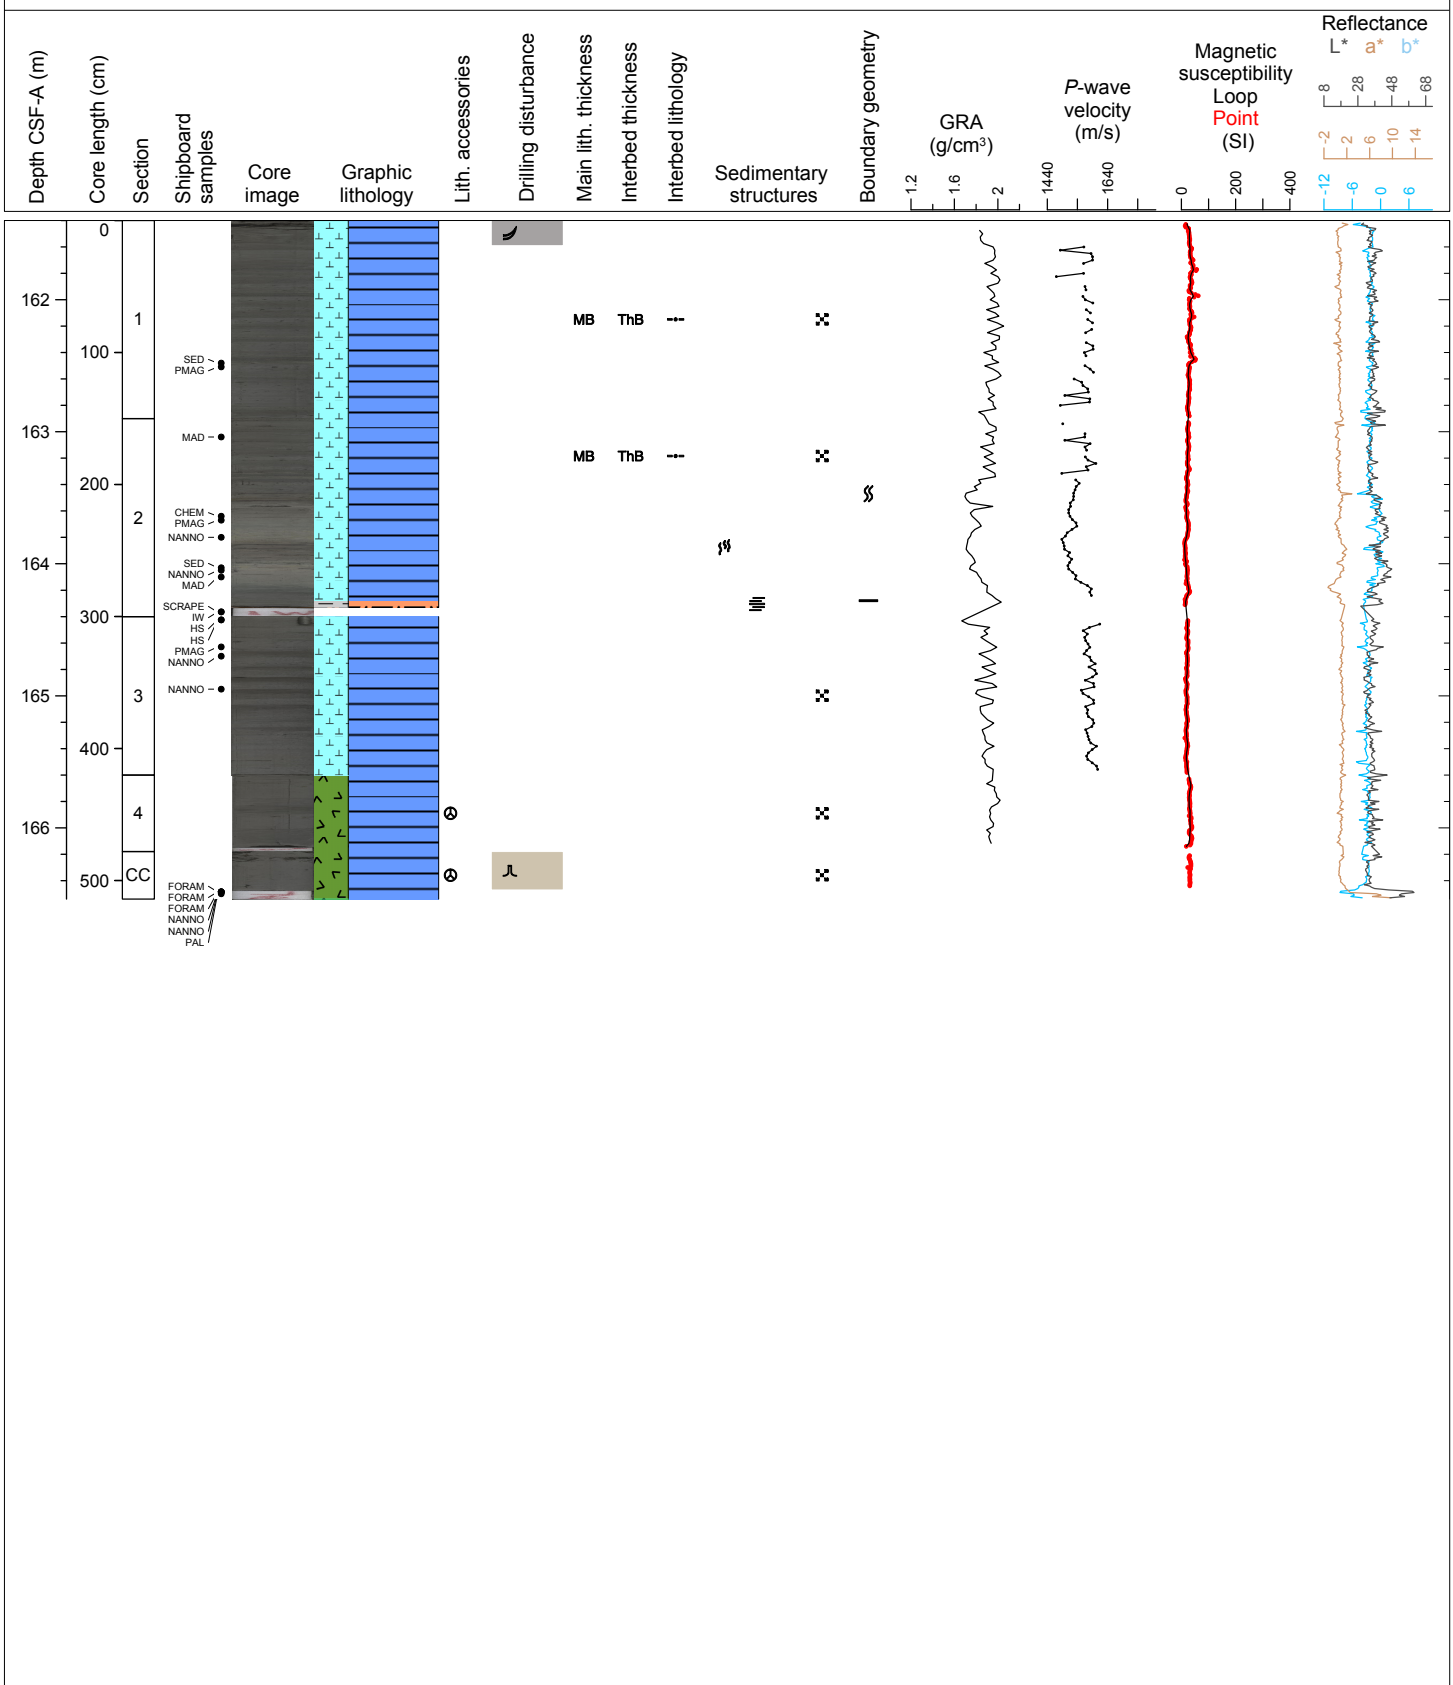 Depth CSF-A (m)
Core length (cm)
Section
Shipboard
samples
Core
image
Graphic
lithology
Lith. accessories
Drilling disturbance
Main lith. thickness
Interbed thickness
Interbed lithology
Sedimentary
structures
Boundary geometry
GRA
(g/cm³)
1.2 1.6 2
P-wave
velocity
(m/s)
1440 1640
Magnetic
susceptibility
Loop
Point
(SI)
0 200 400
Reflectance
L* a* b*
8 28 48 68
-2 2 6 10 14
-12 -6 0 6
0
162
1
MB ThB
100
SED
PMAG
163
MAD
MB ThB
200
2
CHEM
PMAG
NANNO
164
SED
NANNO
MAD
SCRAPE
300
IW
HS
HS
PMAG
NANNO
165
3
NANNO
400
4
166
CC
500
FORAM
FORAM
FORAM
NANNO
NANNO
PAL